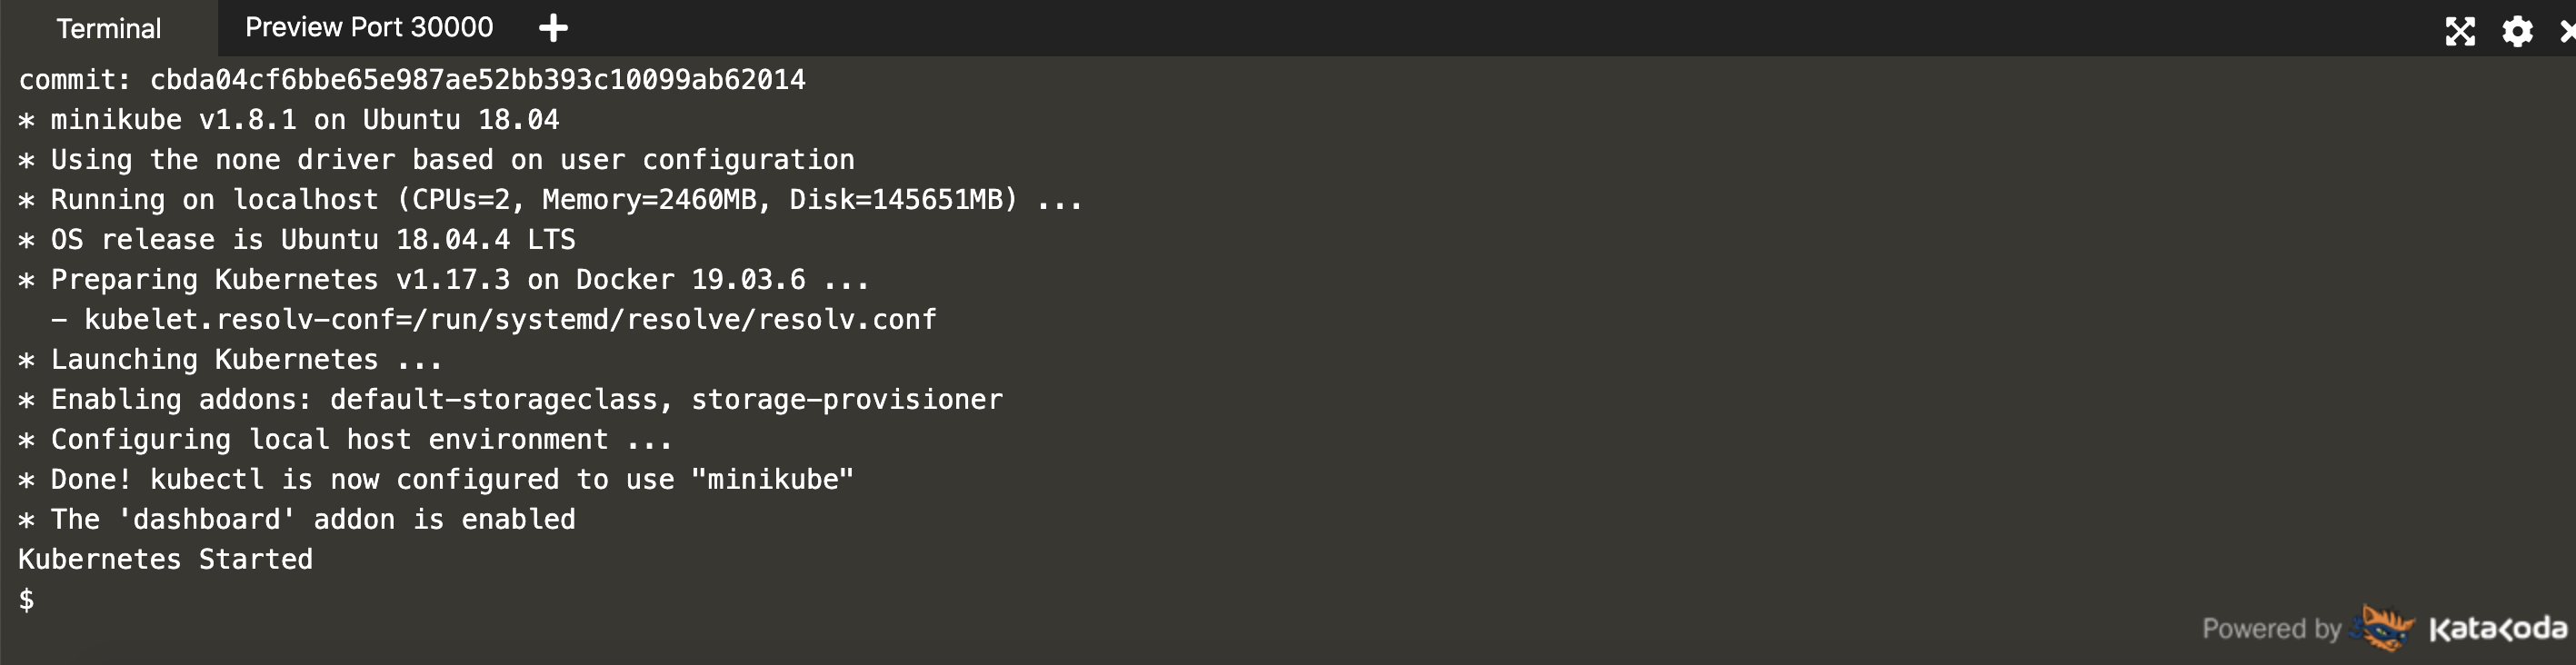 Terminal Preview Port 30000 +
commit: cbda04cf6bbe65e987ae52bb393c10099ab62014
* minikube v1.8.1 on Ubuntu 18.04
* Using the none driver based on user configuration
* Running on localhost (CPUs=2, Memory=2460MB, Disk=145651MB) ...
* OS release is Ubuntu 18.04.4 LTS
* Preparing Kubernetes v1.17.3 on Docker 19.03.6 ...
  - kubelet.resolv-conf=/run/systemd/resolve/resolv.conf
* Launching Kubernetes ...
* Enabling addons: default-storageclass, storage-provisioner
* Configuring local host environment ...
* Done! kubectl is now configured to use "minikube"
* The 'dashboard' addon is enabled
Kubernetes Started
$
Powered by Katacoda